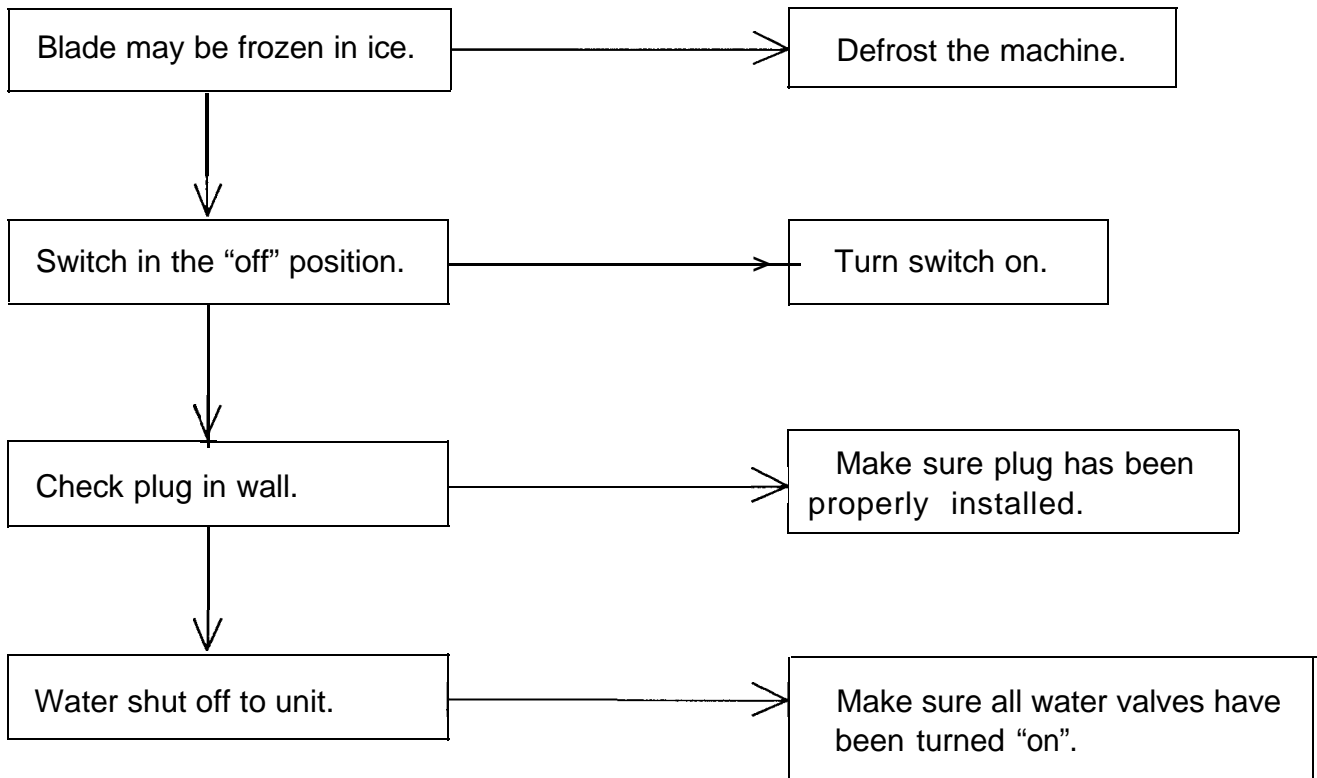 Blade may be frozen in ice.
Defrost the machine.
Switch in the “off” position.
Turn switch on.
Check plug in wall.
Make sure plug has been
properly installed.
Water shut off to unit.
Make sure all water valves have
been turned “on”.